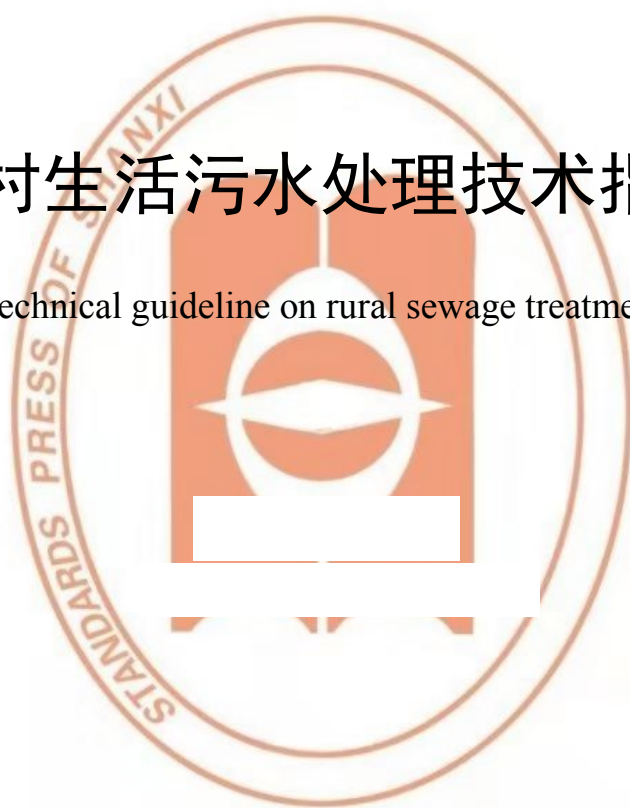 村生活污水处理技术指
echnical guideline on rural sewage treatme
STANDARDS PRESS OF SHANXI